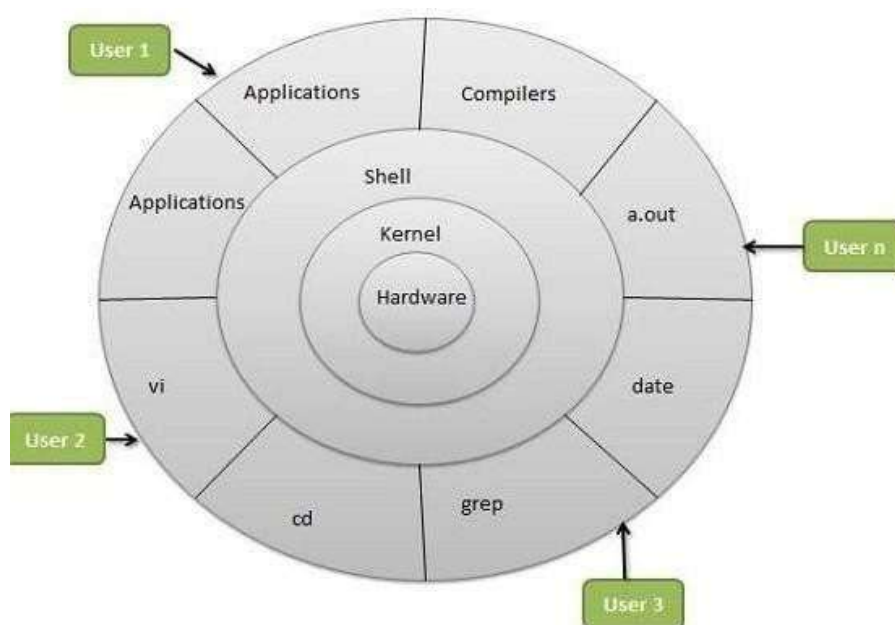 User 1
Applications
Compilers
Shell
Applications
a.out
Kernel
User n
Hardware
vi
date
User 2
cd
grep
User 3